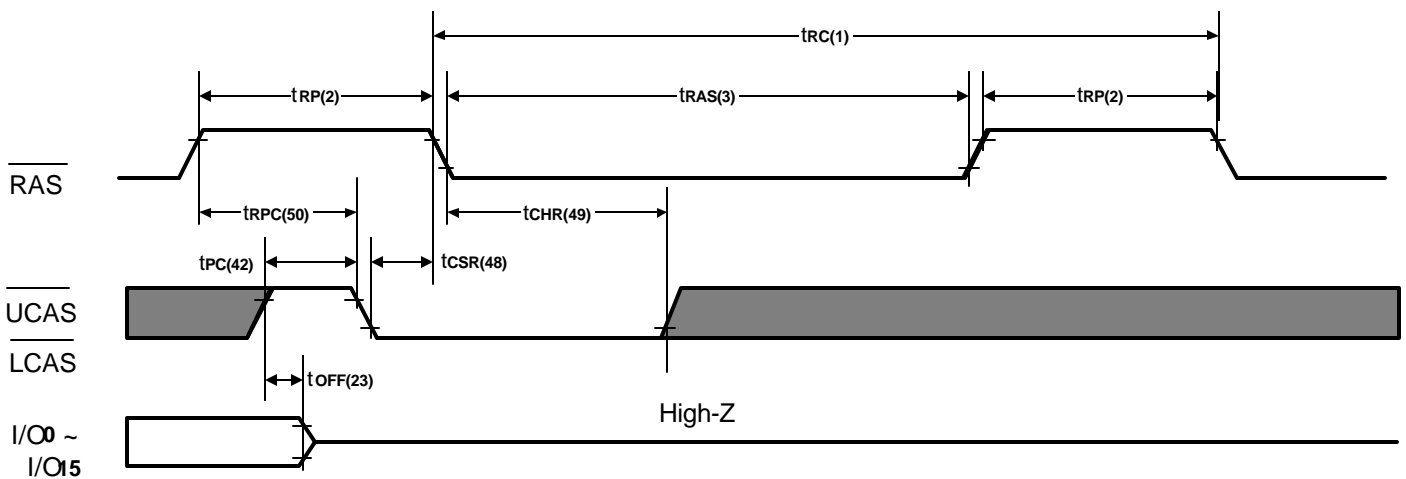 tRC(1)
tRP(2)
tRAS(3)
tRP(2)
RAS
tRPC(50)
tCHR(49)
tPC(42)
tCSR(48)
UCAS
LCAS
tOFF(23)
High-Z
I/O0 ~
I/O15